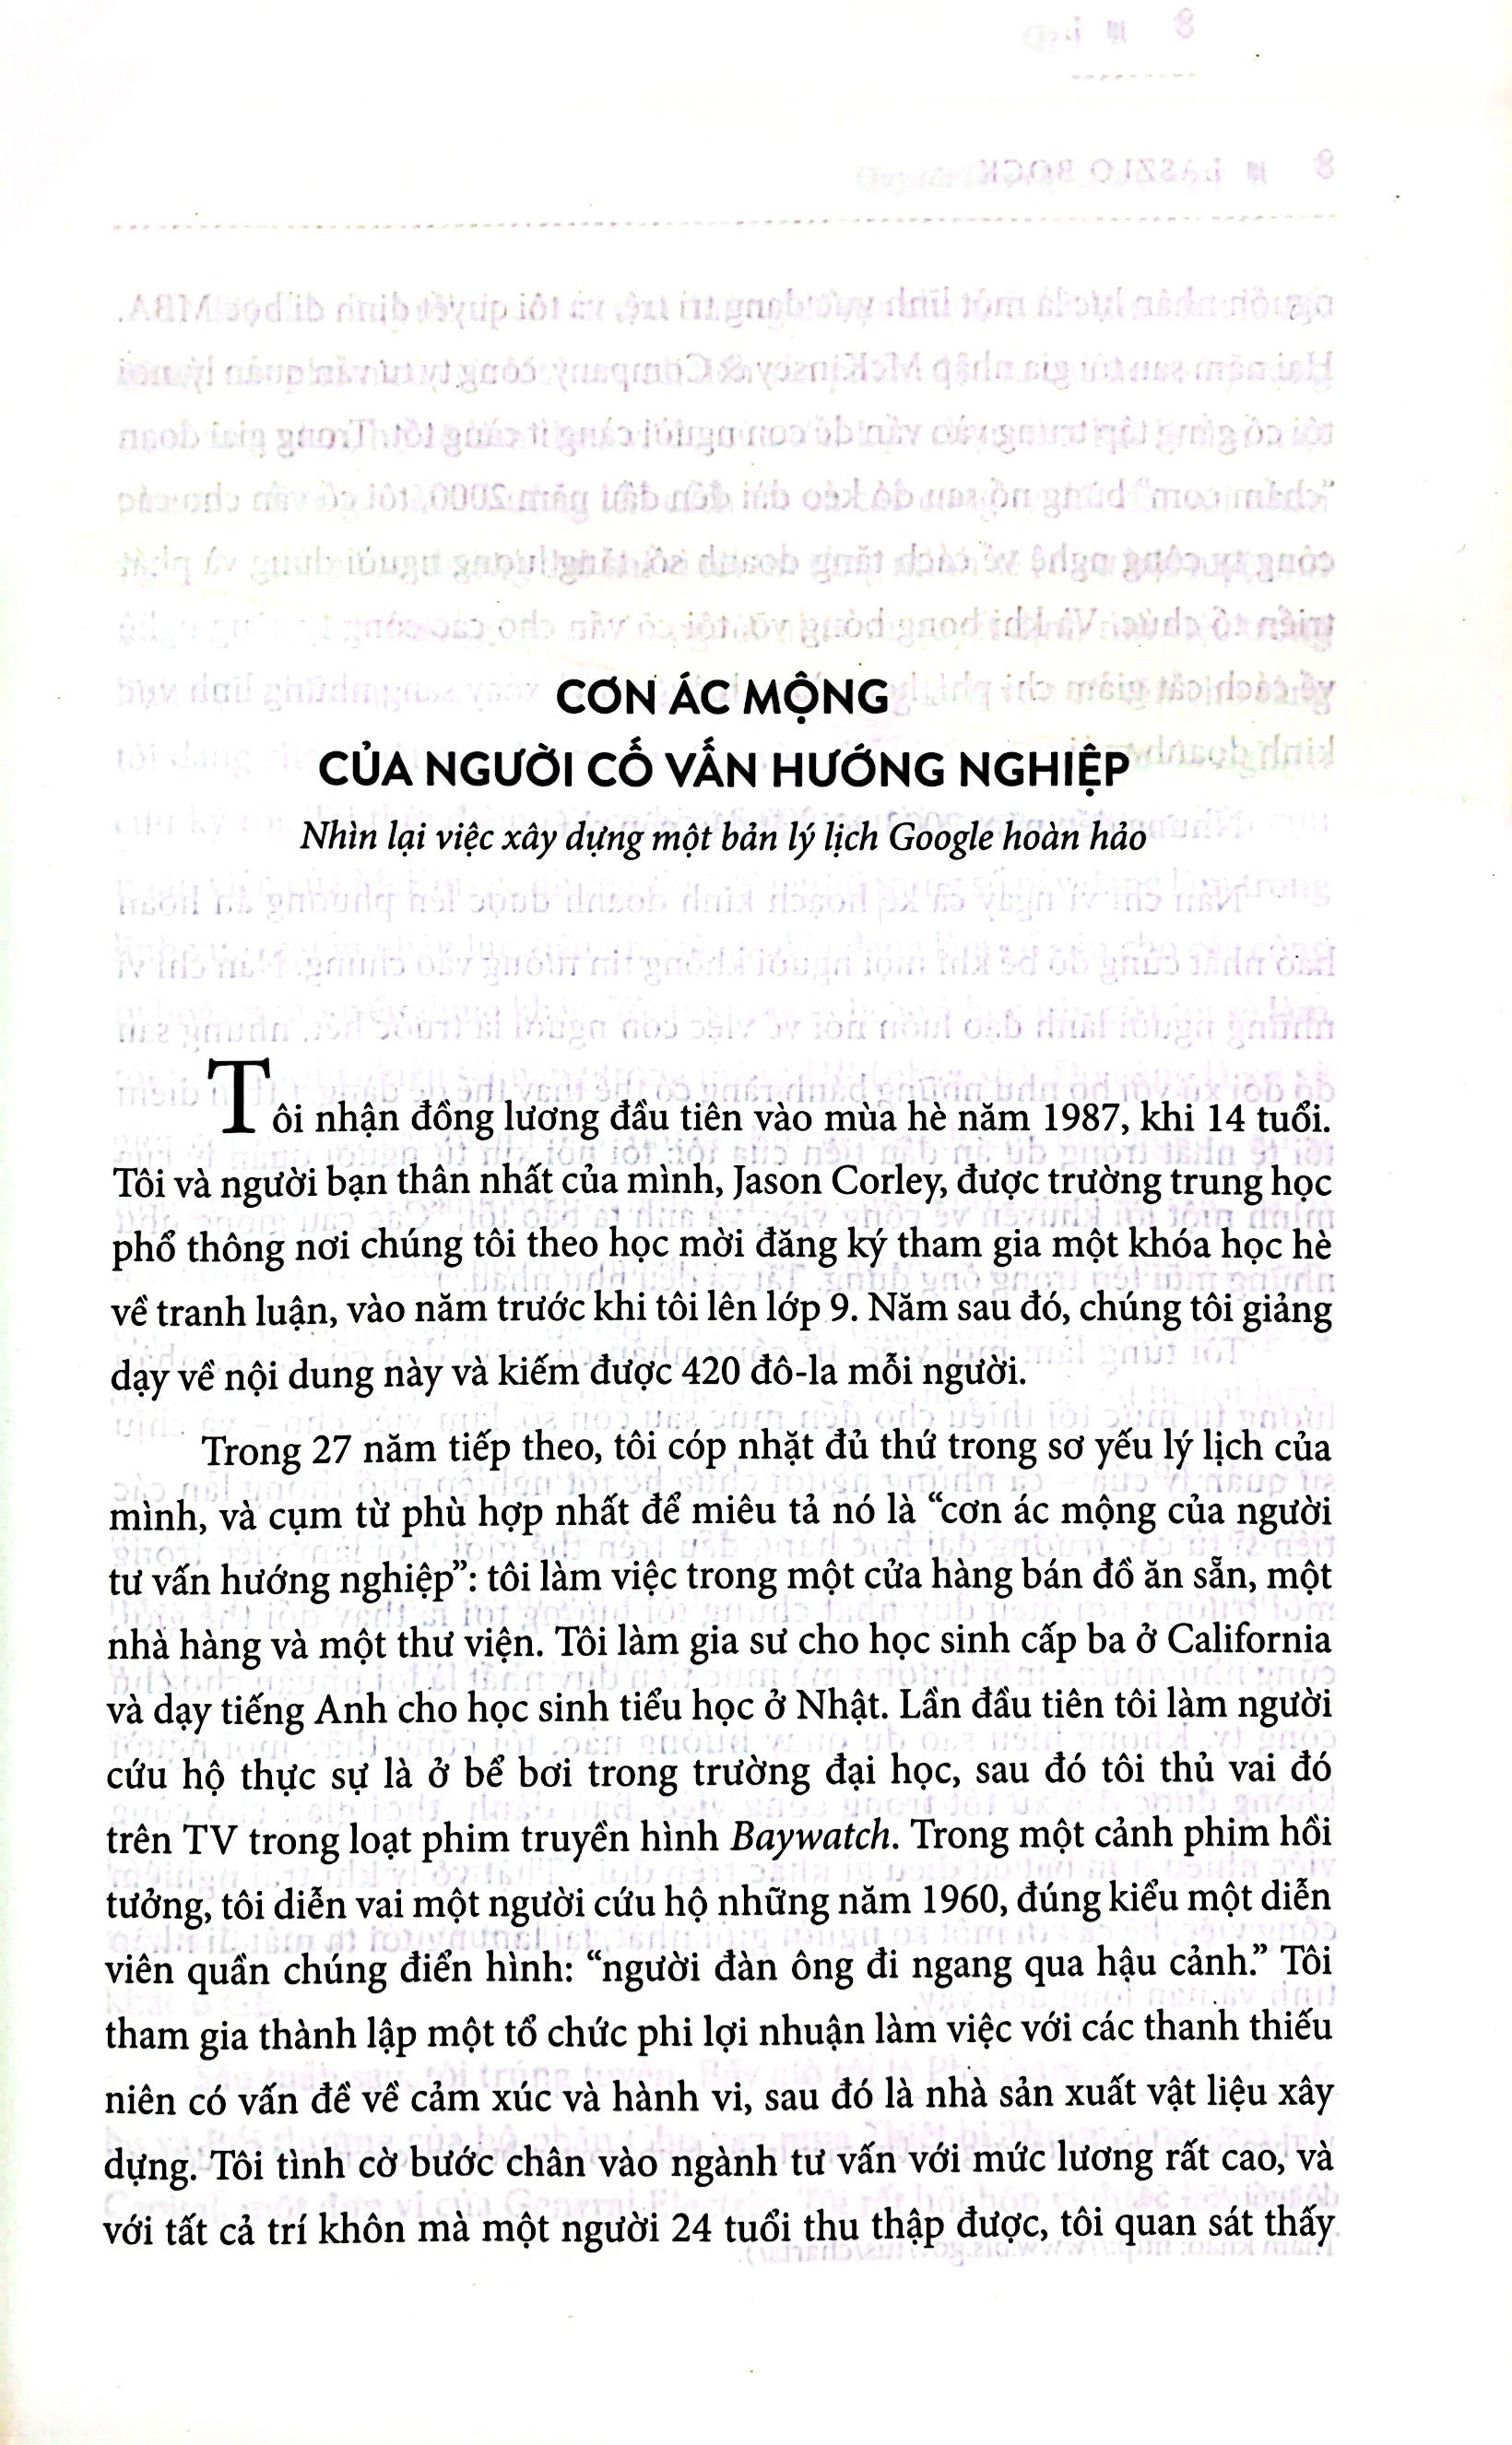 CƠN ÁC MỘNG
CỦA NGƯỜI CỐ VẤN HƯỚNG NGHIỆP
Nhìn lại việc xây dựng một bản lý lịch Google hoàn hảo
Tôi nhận đồng lương đầu tiên vào mùa hè năm 1987, khi 14 tuổi.
Tôi và người bạn thân nhất của mình, Jason Corley, được trường trung học
phổ thông nơi chúng tôi theo học mời đăng ký tham gia một khóa học hè
về tranh luận, vào năm trước khi tôi lên lớp 9. Năm sau đó, chúng tôi giảng
dạy về nội dung này và kiếm được 420 đô-la mỗi người.
Trong 27 năm tiếp theo, tôi cóp nhặt đủ thứ trong sơ yếu lý lịch của
mình, và cụm từ phù hợp nhất để miêu tả nó là “cơn ác mộng của người
tư vấn hướng nghiệp”: tôi làm việc trong một cửa hàng bán đồ ăn sẵn, một
nhà hàng và một thư viện. Tôi làm gia sư cho học sinh cấp ba ở California
và dạy tiếng Anh cho học sinh tiểu học ở Nhật. Lần đầu tiên tôi làm người
cứu hộ thực sự là ở bể bơi trong trường đại học, sau đó tôi thủ vai đó
trên TV trong loạt phim truyền hình Baywatch. Trong một cảnh phim hồi
tưởng, tôi diễn vai một người cứu hộ những năm 1960, đúng kiểu một diễn
viên quần chúng điển hình: “người đàn ông đi ngang qua hậu cảnh.” Tôi
tham gia thành lập một tổ chức phi lợi nhuận làm việc với các thanh thiếu
niên có vấn đề về cảm xúc và hành vi, sau đó là nhà sản xuất vật liệu xây
dựng. Tôi tình cờ bước chân vào ngành tư vấn với mức lương rất cao, và
với tất cả trí khôn mà một người 24 tuổi thu thập được, tôi quan sát thấy